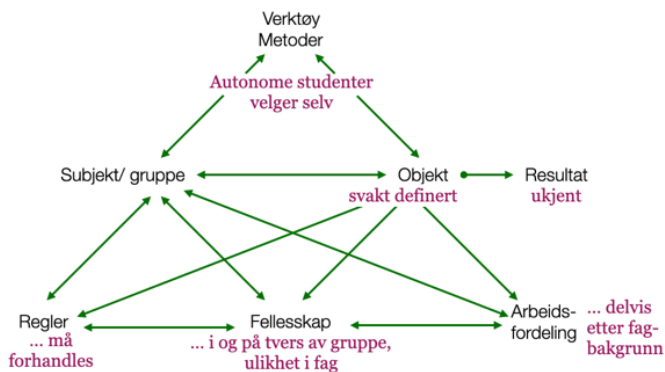 Verktøy
Metoder
Autonome studenter
velger selv
Subjekt/ gruppe
Objekt
svakt definert
Resultat
ukjent
Regler
... må
forhandles
Fellesskap
... i og på tvers av gruppe,
ulikhet i fag
Arbeids-
fordeling
... delvis
etter fag-
bakgrunn